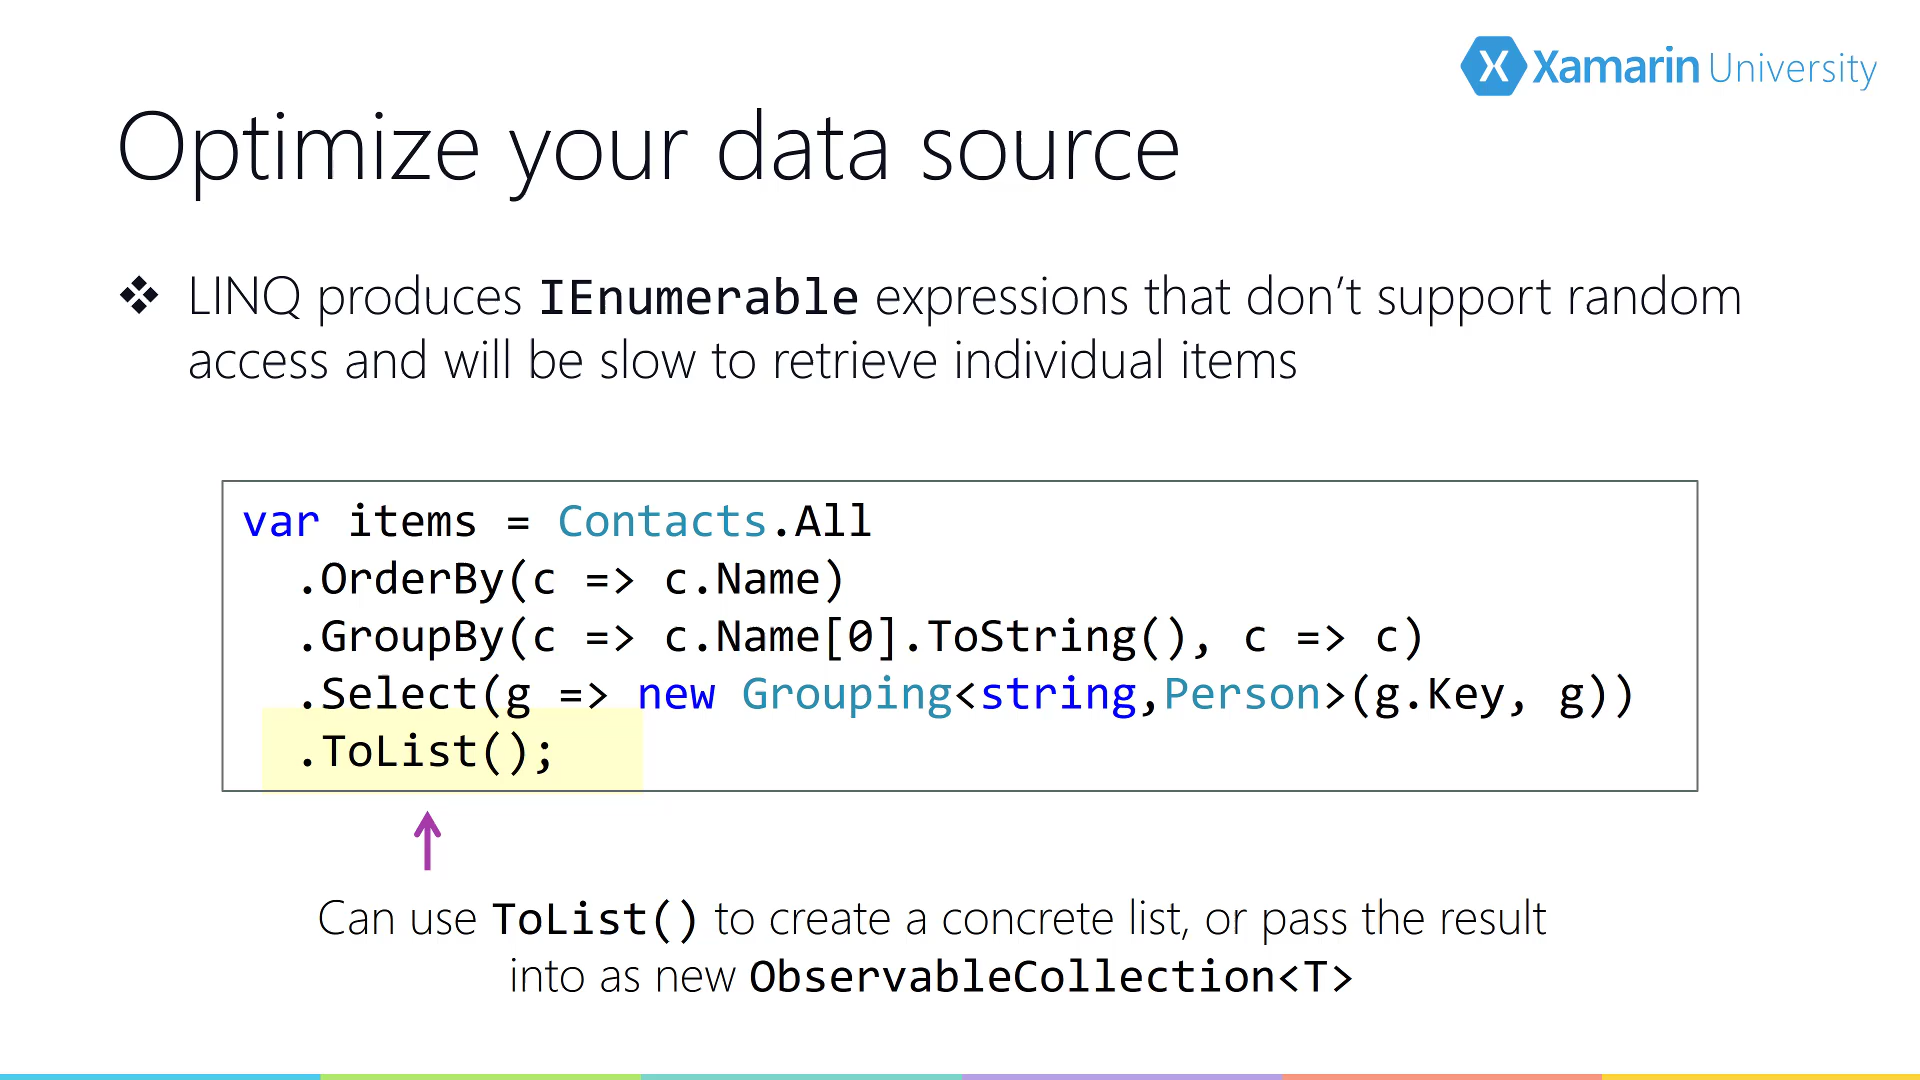 Xamarin University
Optimize your data source
❖ LINQ produces IEnumerable expressions that don’t support random
access and will be slow to retrieve individual items
var items = Contacts.All
  .OrderBy(c => c.Name)
  .GroupBy(c => c.Name[0].ToString(), c => c)
  .Select(g => new Grouping<string,Person>(g.Key, g))
  .ToList();
Can use ToList() to create a concrete list, or pass the result
into as new ObservableCollection<T>